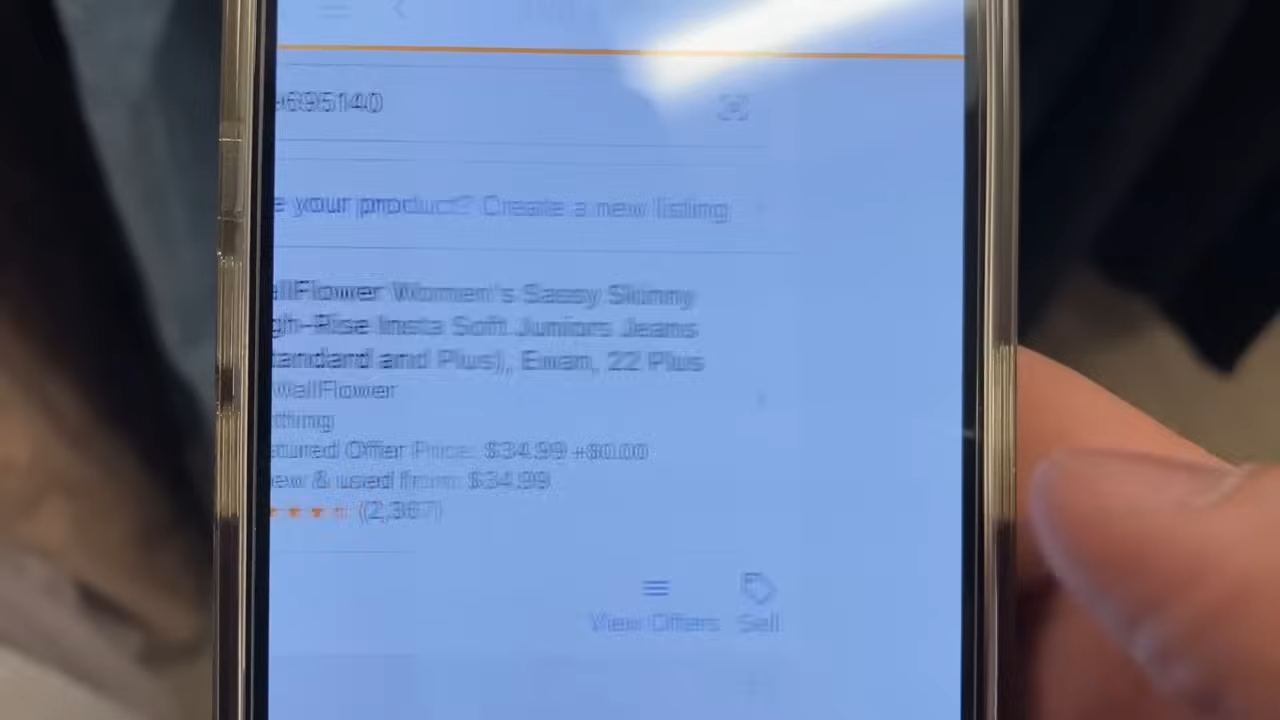 695140
e your product? Create a new listing
allFlower Women's Sassy Skinny
gh-Rise Insta Soft Juniors Jeans
tandard and Plus), Ewan, 22 Plus
WallFlower
thing
atured Offer Price: $34.99 +$0.00
ew & used from: $34.99
(2,367)
View Offers
Sell